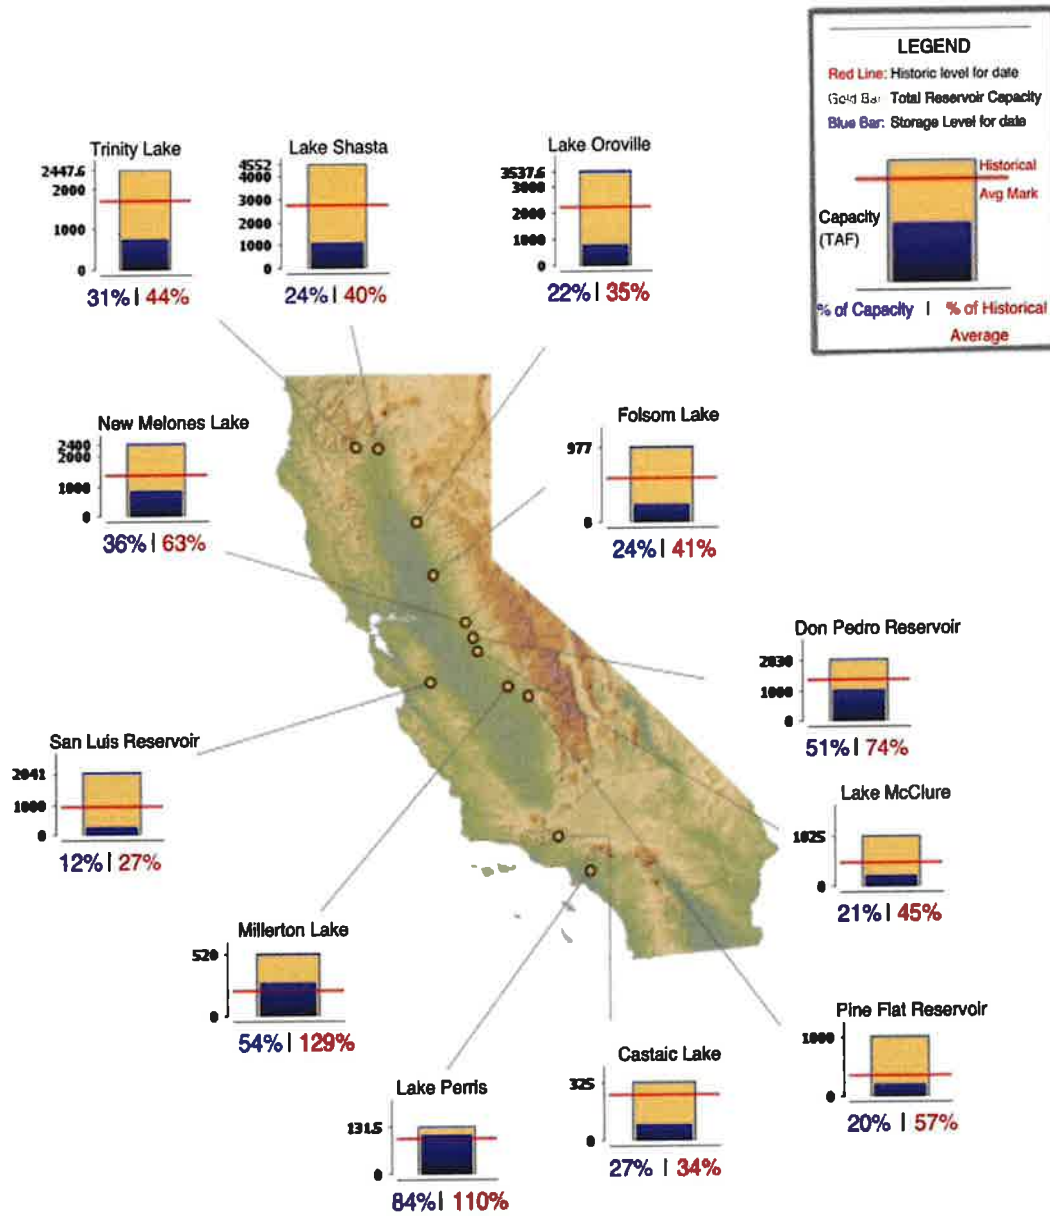 LEGEND
Red Line: Historic level for date
Gold Bar: Total Reservoir Capacity
Blue Bar: Storage Level for date
Historical
Avg Mark
Capacity
(TAF)
% of Capacity | % of Historical
Average
Trinity Lake
2447.6
2000
1000
0
31% | 44%
Lake Shasta
4552
4000
3000
2000
1000
0
24% | 40%
Lake Oroville
3537.6
3000
2000
1000
0
22% | 35%
New Melones Lake
2400
2000
1000
0
36% | 63%
Folsom Lake
977
0
24% | 41%
Don Pedro Reservoir
2030
1000
0
51% | 74%
San Luis Reservoir
2041
1000
0
12% | 27%
Lake McClure
1025
0
21% | 45%
Millerton Lake
520
0
54% | 129%
Pine Flat Reservoir
1000
0
20% | 57%
Castaic Lake
325
0
27% | 34%
Lake Perris
131.5
0
84% | 110%